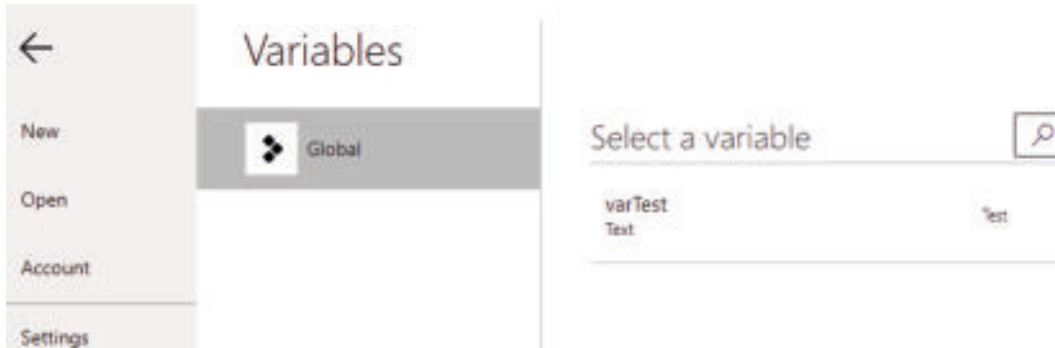 Variables
New
Open
Account
Settings
Global
Select a variable
varTest
Text
Test